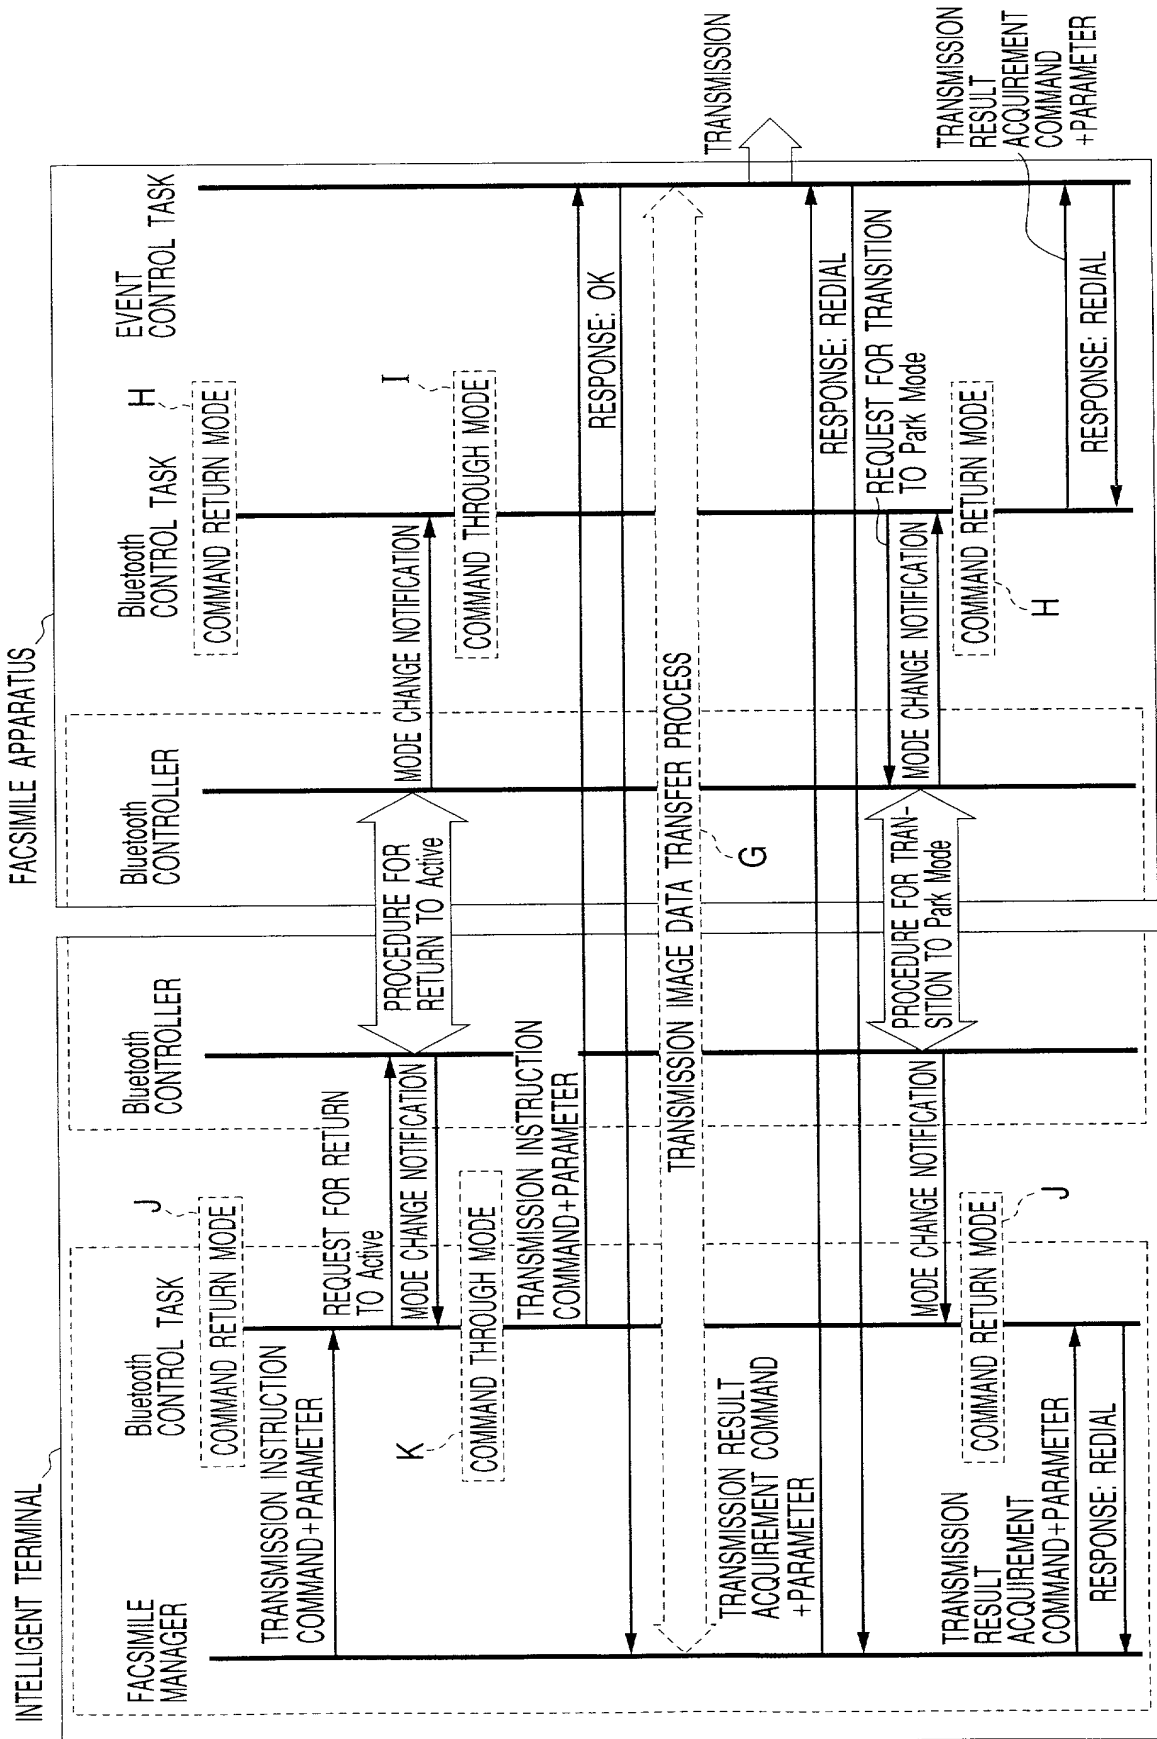 INTELLIGENT TERMINAL
FACSIMILE APPARATUS
FACSIMILE
MANAGER
Bluetooth
CONTROL TASK
Bluetooth
CONTROLLER
Bluetooth
CONTROLLER
Bluetooth
CONTROL TASK
EVENT
CONTROL TASK
COMMAND RETURN MODE
J
COMMAND RETURN MODE
H
TRANSMISSION INSTRUCTION
COMMAND+PARAMETER
REQUEST FOR RETURN
TO Active
MODE CHANGE NOTIFICATION
PROCEDURE FOR
RETURN TO Active
MODE CHANGE NOTIFICATION
K
COMMAND THROUGH MODE
I
COMMAND THROUGH MODE
TRANSMISSION INSTRUCTION
COMMAND+PARAMETER
RESPONSE: OK
TRANSMISSION IMAGE DATA TRANSFER PROCESS
G
TRANSMISSION
TRANSMISSION RESULT
ACQUIREMENT COMMAND
+PARAMETER
RESPONSE: REDIAL
REQUEST FOR TRANSITION
TO Park Mode
PROCEDURE FOR TRAN-
SITION TO Park Mode
MODE CHANGE NOTIFICATION
MODE CHANGE NOTIFICATION
COMMAND RETURN MODE
J
COMMAND RETURN MODE
H
TRANSMISSION
RESULT
ACQUIREMENT
COMMAND+PARAMETER
RESPONSE: REDIAL
TRANSMISSION
RESULT
ACQUIREMENT
COMMAND
+PARAMETER
RESPONSE: REDIAL